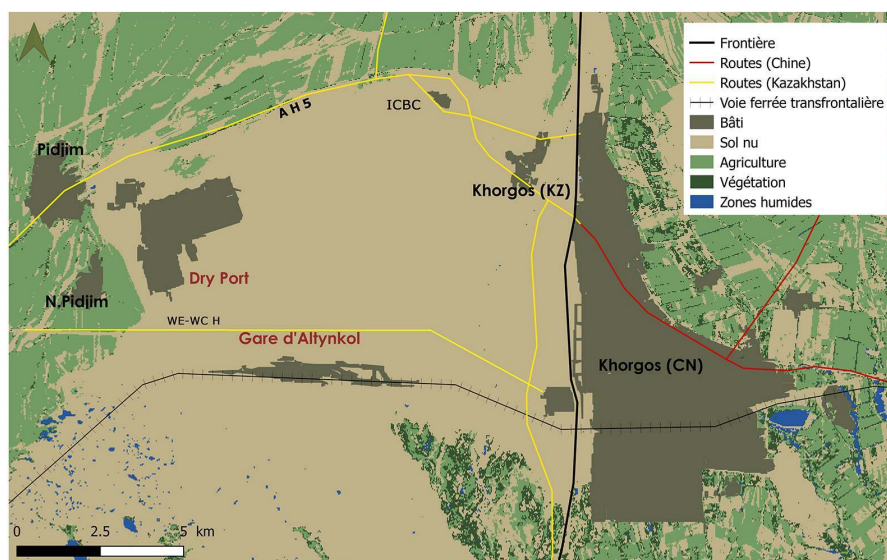 Frontière
Routes (Chine)
Routes (Kazakhstan)
Voie ferrée transfrontalière
Bâti
Sol nu
Agriculture
Végétation
Zones humides
AH5
ICBC
Pidjim
Khorgos (KZ)
Dry Port
N.Pidjim
WE-WC H
Gare d'Altynkol
Khorgos (CN)
0 2.5 5 km